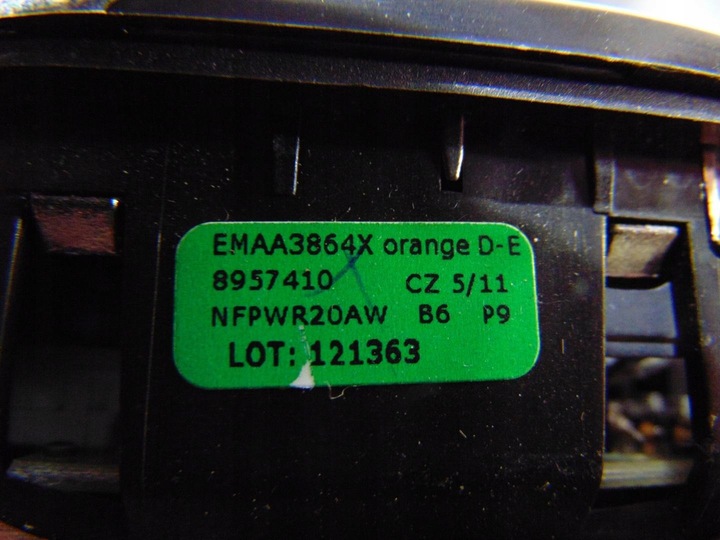 EMAA3864X orange D-E
8957410 CZ 5/11
NFPWR20AW B6 P9
LOT: 121363